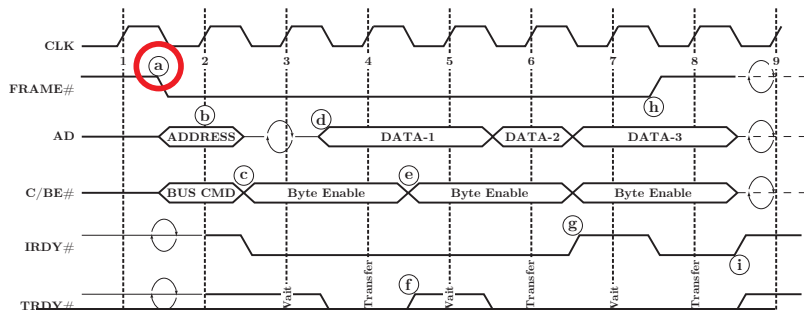 CLK
1 2 3 4 5 6 7 8 9
a
FRAME#
h
b
d
AD ADDRESS DATA-1 DATA-2 DATA-3
c e
C/BE# BUS CMD Byte Enable Byte Enable Byte Enable
g
IRDY#
i
f
Wait Transfer Wait Transfer Wait Transfer
TRDY#